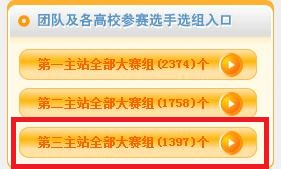 团队及各高校参赛选手选组入口
第一主站全部大赛组(2374)个
第二主站全部大赛组(1758)个
第三主站全部大赛组(1397)个